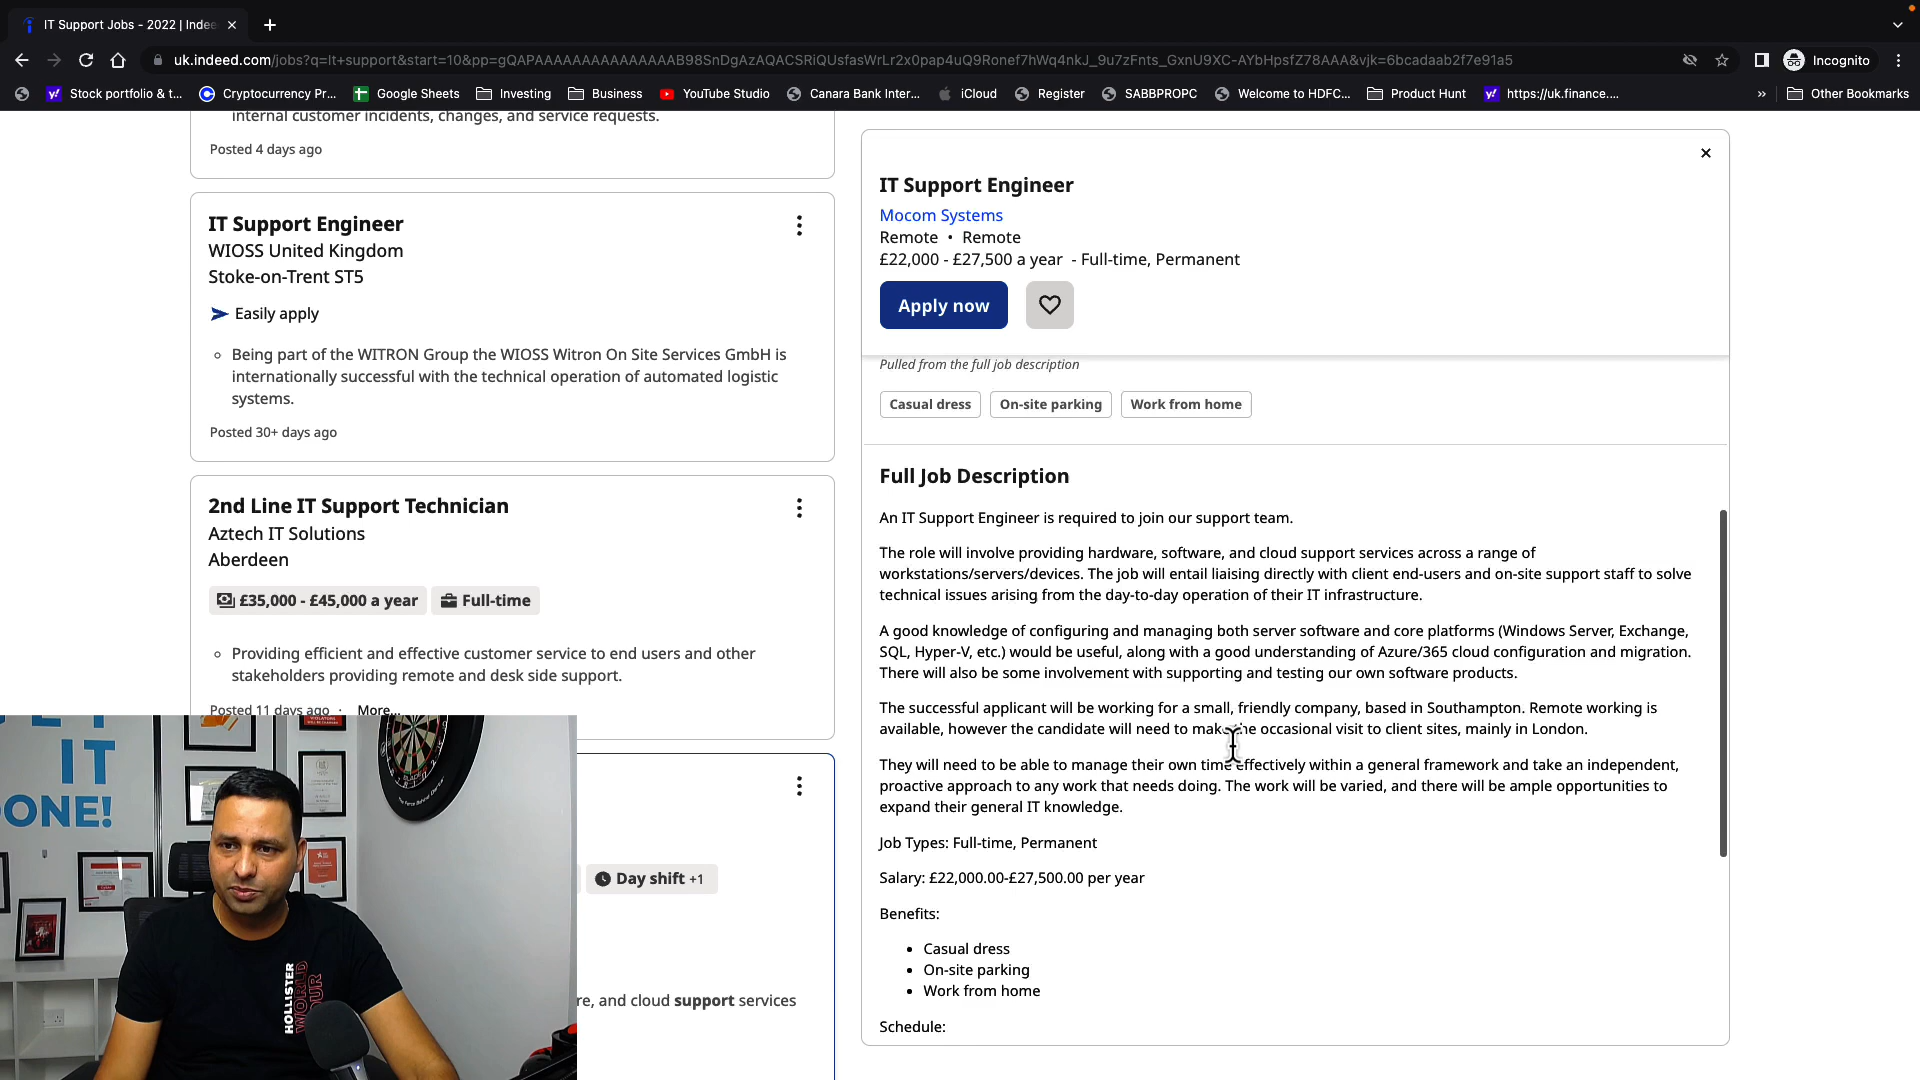 IT Support Jobs - 2022 | Inde
uk.indeed.com/jobs?q=It+support&start=10&pp=gQAPAAAAAAAAAAAAAAAB98SnDgAzAQACSRiQUsfasWrLr2x0pap4uQ9Ronef7hWq4nkJ_9u7zFnts_GxnU9XC-AYbHpsfZ78AAA&vjk=6bcadaab2f7e91a5
Incognito
Stock portfolio & t...
Cryptocurrency Pr...
Google Sheets
Investing
Business
YouTube Studio
Canara Bank Inter...
iCloud
Register
SABBPROPC
Welcome to HDFC...
Product Hunt
https://uk.finance....
»
Other Bookmarks
internal customer incidents, changes, and service requests.
Posted 4 days ago
IT Support Engineer
WIOSS United Kingdom
Stoke-on-Trent ST5
Easily apply
Being part of the WITRON Group the WIOSS Witron On Site Services GmbH is
internationally successful with the technical operation of automated logistic
systems.
Posted 30+ days ago
2nd Line IT Support Technician
Aztech IT Solutions
Aberdeen
£35,000 - £45,000 a year
Full-time
Providing efficient and effective customer service to end users and other
stakeholders providing remote and desk side support.
Posted 11 days ago · More...
Day shift +1
re, and cloud support services
IT Support Engineer
Mocom Systems
Remote • Remote
£22,000 - £27,500 a year - Full-time, Permanent
Apply now
Pulled from the full job description
Casual dress
On-site parking
Work from home
Full Job Description
An IT Support Engineer is required to join our support team.
The role will involve providing hardware, software, and cloud support services across a range of
workstations/servers/devices. The job will entail liaising directly with client end-users and on-site support staff to solve
technical issues arising from the day-to-day operation of their IT infrastructure.
A good knowledge of configuring and managing both server software and core platforms (Windows Server, Exchange,
SQL, Hyper-V, etc.) would be useful, along with a good understanding of Azure/365 cloud configuration and migration.
There will also be some involvement with supporting and testing our own software products.
The successful applicant will be working for a small, friendly company, based in Southampton. Remote working is
available, however the candidate will need to make the occasional visit to client sites, mainly in London.
They will need to be able to manage their own time effectively within a general framework and take an independent,
proactive approach to any work that needs doing. The work will be varied, and there will be ample opportunities to
expand their general IT knowledge.
Job Types: Full-time, Permanent
Salary: £22,000.00-£27,500.00 per year
Benefits:
Casual dress
On-site parking
Work from home
Schedule:
IT
DONE!
HOLLISTER
WORLD
TOUR